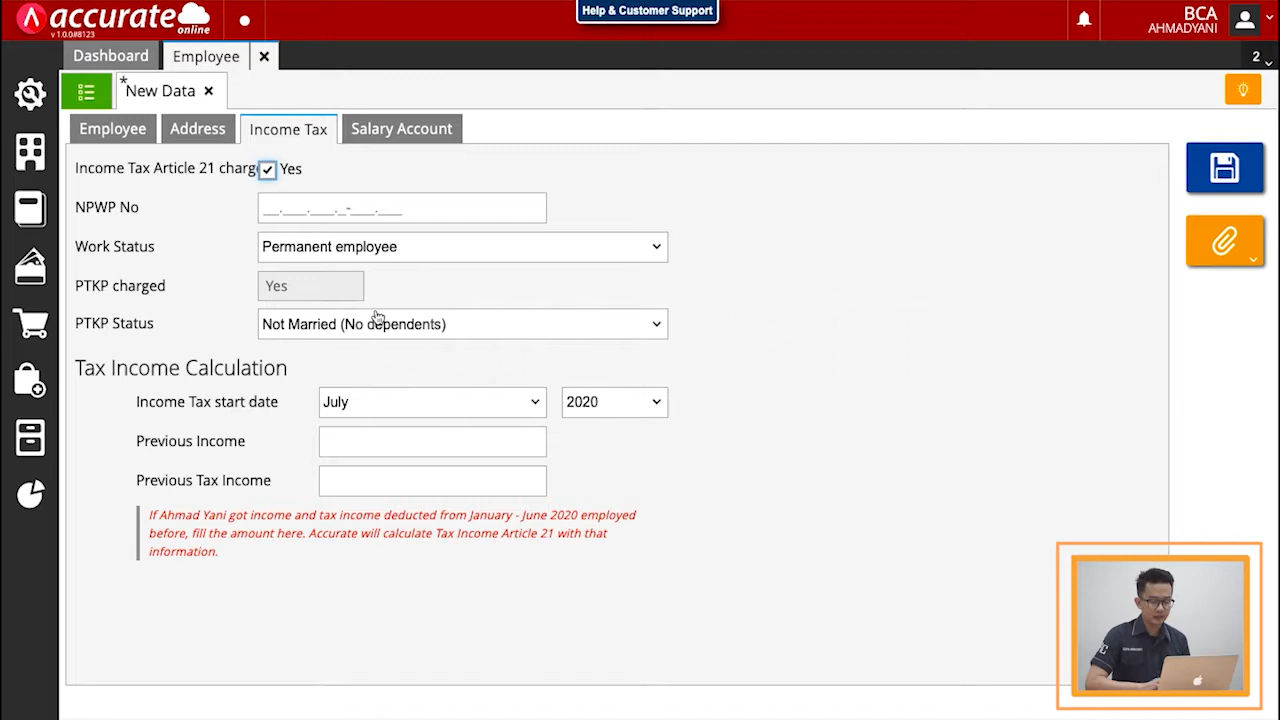 accurate
online
v 1.0.0#8123
Help & Customer Support
BCA
AHMADYANI
Dashboard
Employee
2
*New Data
Employee
Address
Income Tax
Salary Account
Income Tax Article 21 charg
Yes
NPWP No
__.___.___._-___.___
Work Status
Permanent employee
PTKP charged
Yes
PTKP Status
Not Married (No dependents)
Tax Income Calculation
Income Tax start date
July
2020
Previous Income
Previous Tax Income
If Ahmad Yani got income and tax income deducted from January - June 2020 employed
before, fill the amount here. Accurate will calculate Tax Income Article 21 with that
information.